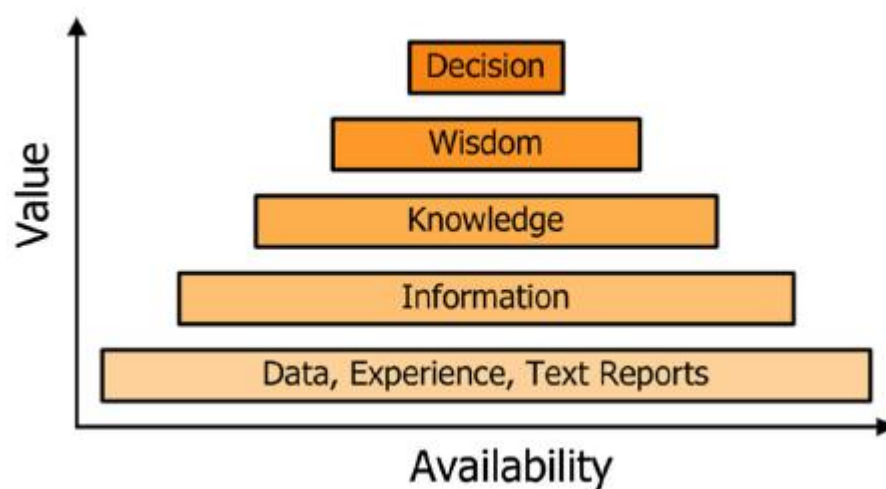 Value
Decision
Wisdom
Knowledge
Information
Data, Experience, Text Reports
Availability